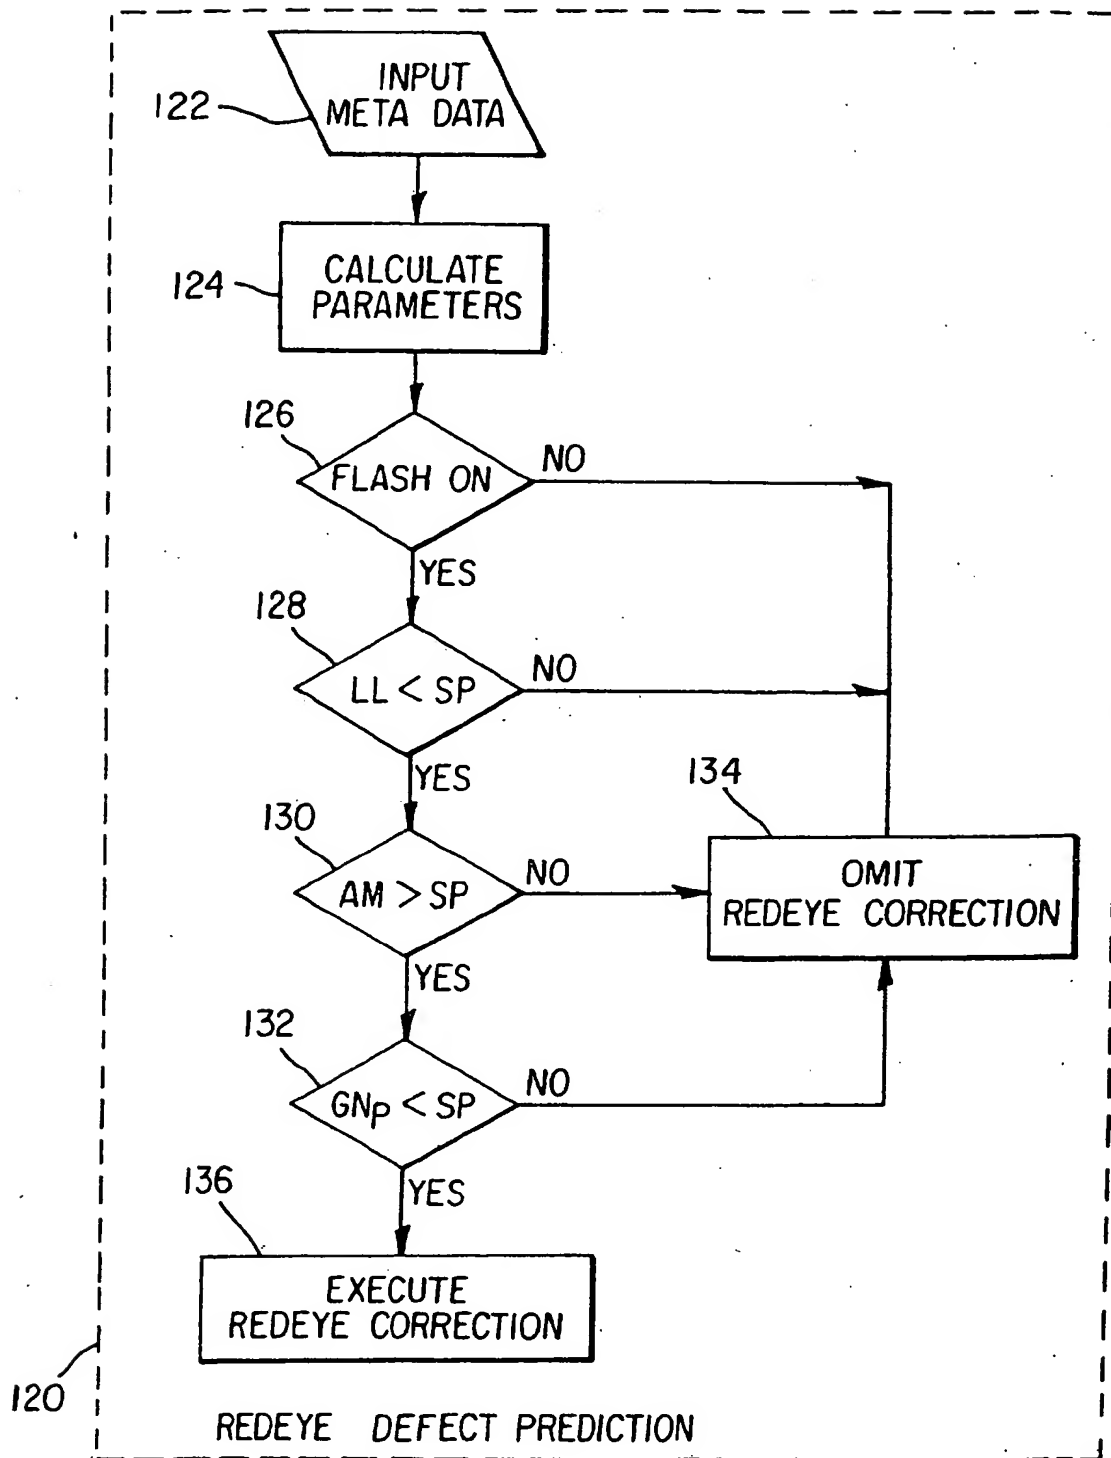 INPUT
META DATA
122
CALCULATE
PARAMETERS
124
126
FLASH ON
NO
YES
128
LL < SP
NO
YES
134
130
AM > SP
NO
OMIT
REDEYE CORRECTION
YES
132
GNP < SP
NO
YES
136
EXECUTE
REDEYE CORRECTION
120
REDEYE DEFECT PREDICTION